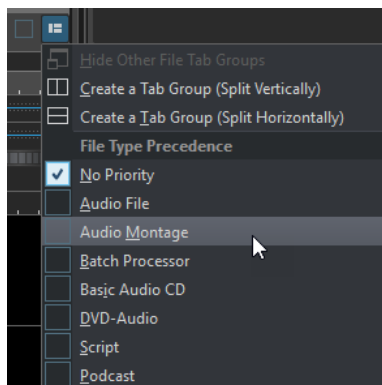 Hide Other File Tab Groups
Create a Tab Group (Split Vertically)
Create a Tab Group (Split Horizontally)
File Type Precedence
No Priority
Audio File
Audio Montage
Batch Processor
Basic Audio CD
DVD-Audio
Script
Podcast